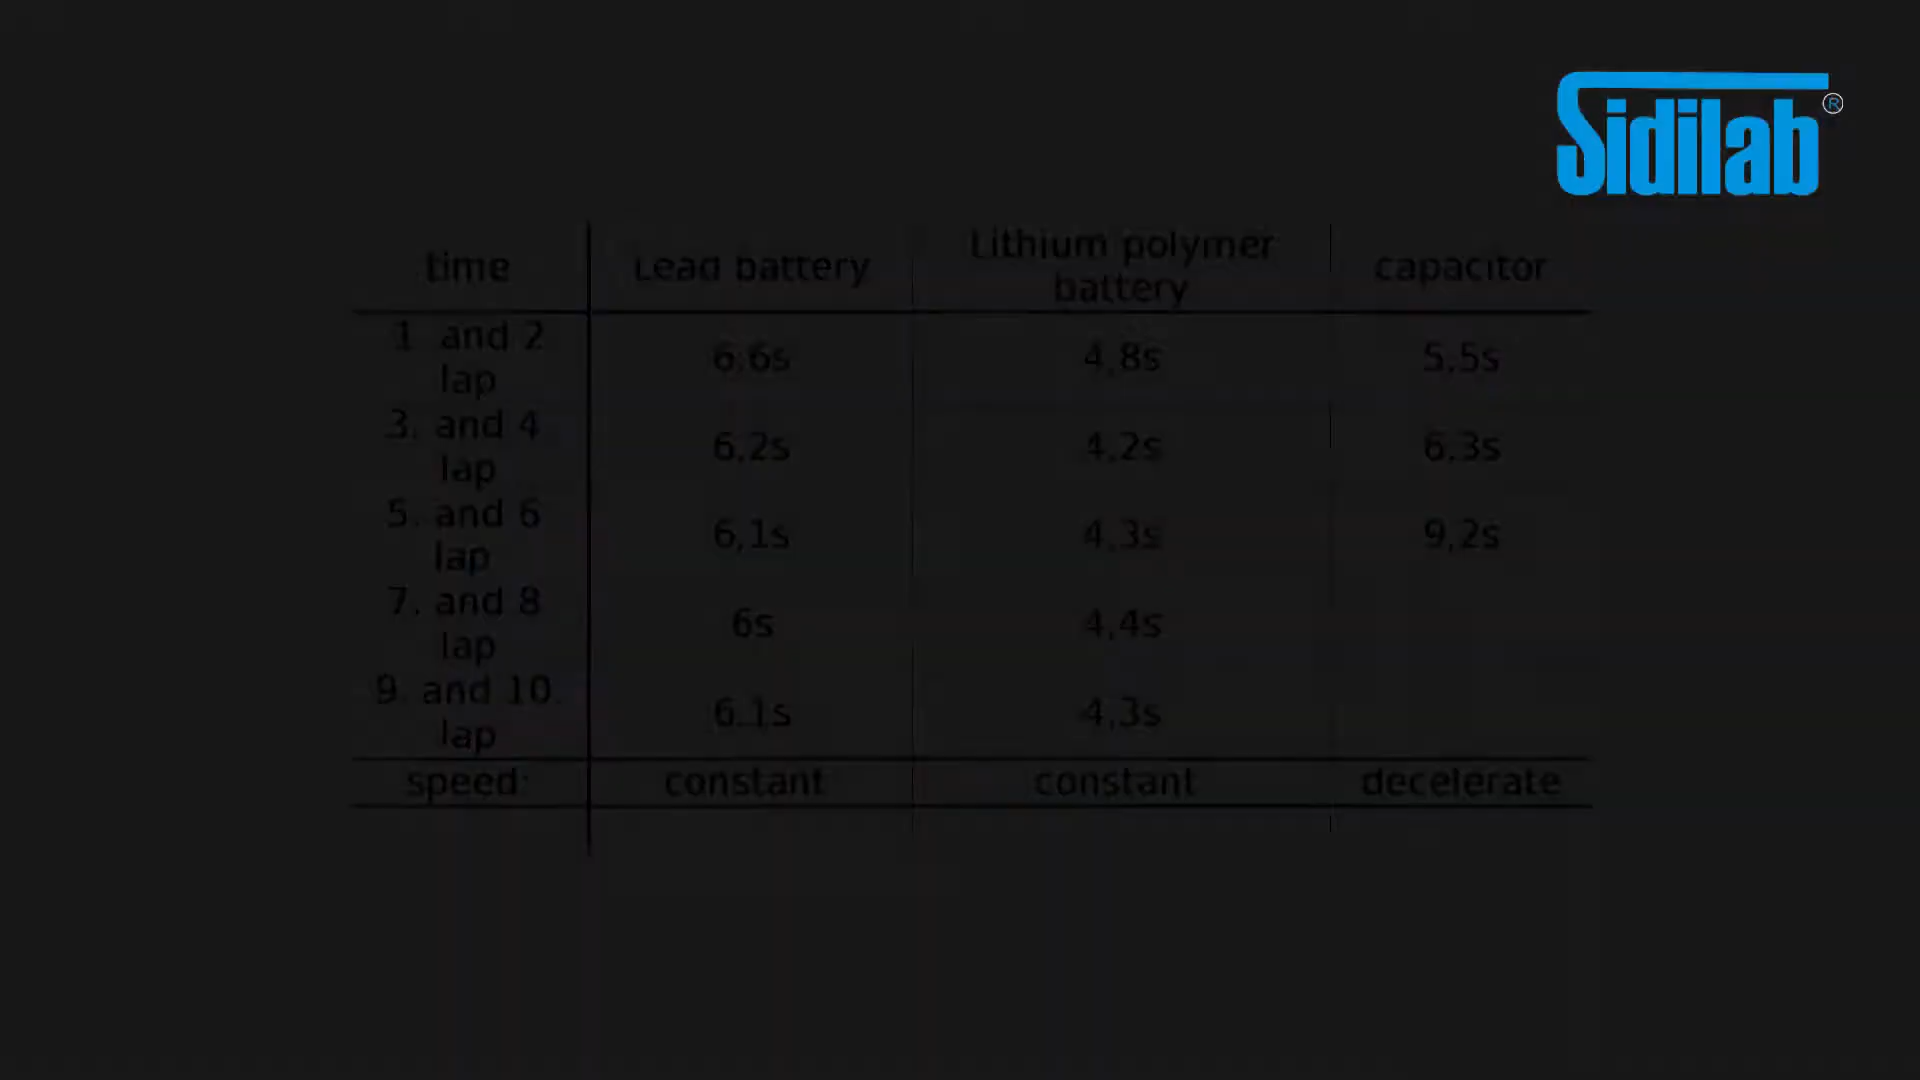 Sidilab®
time Lead battery Lithium polymer battery capacitor
1 and 2 lap 6,6s 4,8s 5,5s
3. and 4 lap 6,2s 4,2s 6,3s
5. and 6 lap 6,1s 4,3s 9,2s
7. and 8 lap 6s 4,4s
9. and 10. lap 6.1s 4,3s
speed: constant constant decelerate